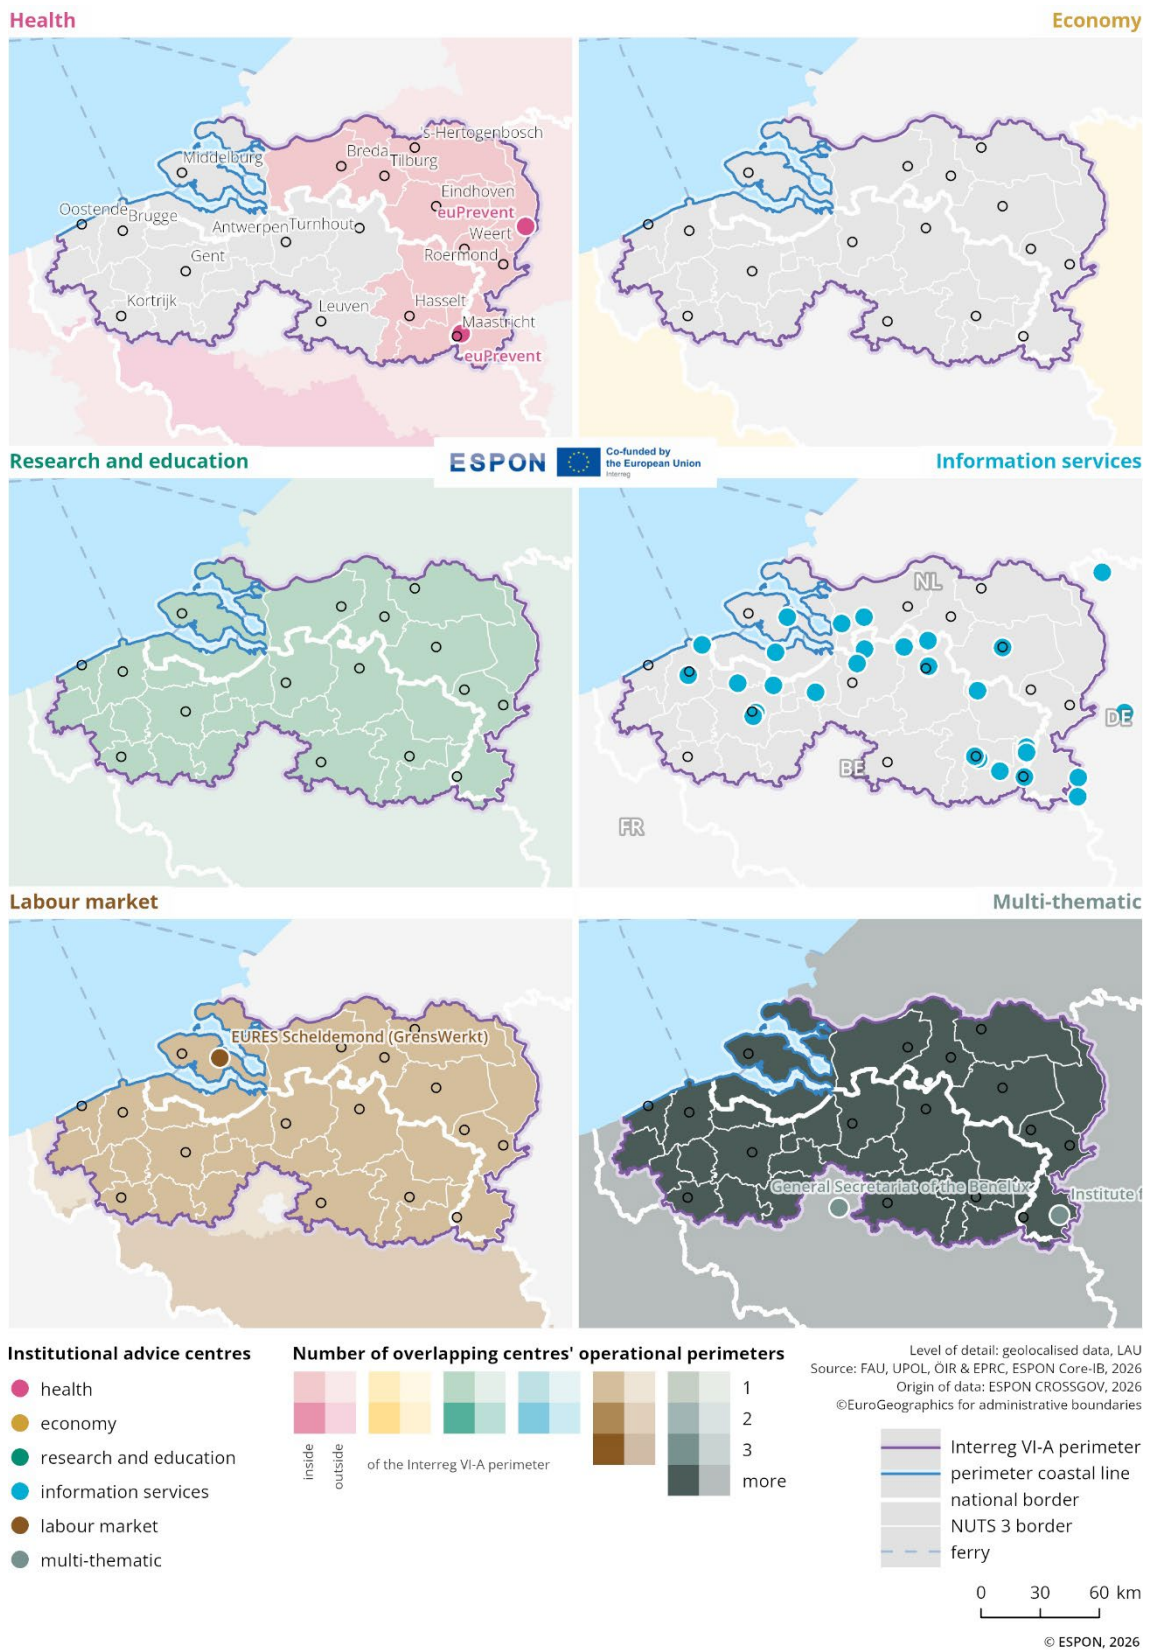 Health
Economy
's-Hertogenbosch
Breda
Tilburg
Middelburg
Eindhoven
euPrevent
Oostende
Brugge
Antwerpen
Turnhout
Weert
Roermond
Gent
Kortrijk
Leuven
Hasselt
Maastricht
euPrevent
Research and education
ESPON
Co-funded by
the European Union
Interreg
Information services
NL
DE
BE
FR
Labour market
Multi-thematic
EURES Scheldemond (GrensWerkt)
General Secretariat of the Benelux
Institute f
Institutional advice centres
health
economy
research and education
information services
labour market
multi-thematic
Number of overlapping centres' operational perimeters
1
2
3
more
inside
outside
of the Interreg VI-A perimeter
Level of detail: geolocalised data, LAU
Source: FAU, UPOL, ÖIR & EPRC, ESPON Core-IB, 2026
Origin of data: ESPON CROSSGOV, 2026
©EuroGeographics for administrative boundaries
Interreg VI-A perimeter
perimeter coastal line
national border
NUTS 3 border
ferry
0 30 60 km
© ESPON, 2026